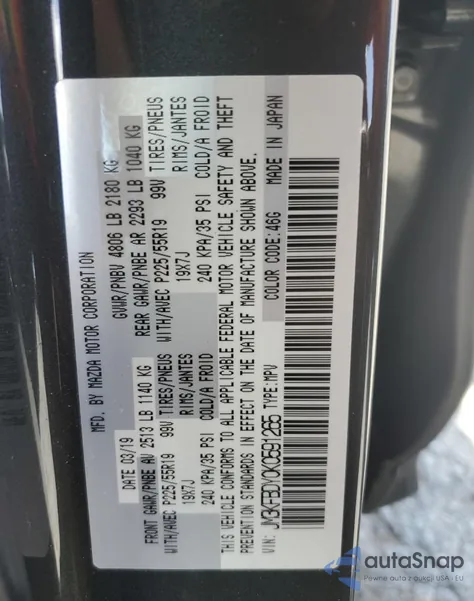 MFD. BY MAZDA MOTOR CORPORATION
DATE 03/19 GVWR/PNBV 4806 LB 2180 KG
FRONT GAWR/PNBE AV 2513 LB 1140 KG REAR GAWR/PNBE AR 2293 LB 1040 KG
WITH/AVEC P225/55R19 99V TIRES/PNEUS WITH/AVEC P225/55R19 99V TIRES/PNEUS
19X7J RIMS/JANTES 19X7J RIMS/JANTES
240 KPA/35 PSI COLD/A FROID 240 KPA/35 PSI COLD/A FROID
THIS VEHICLE CONFORMS TO ALL APPLICABLE FEDERAL MOTOR VEHICLE SAFETY AND THEFT
PREVENTION STANDARDS IN EFFECT ON THE DATE OF MANUFACTURE SHOWN ABOVE.
COLOR CODE:46G MADE IN JAPAN
VIN: JM3KFBDY0K0591265 TYPE:MPV
autoSnap
Darmowe aukcje USA - EU